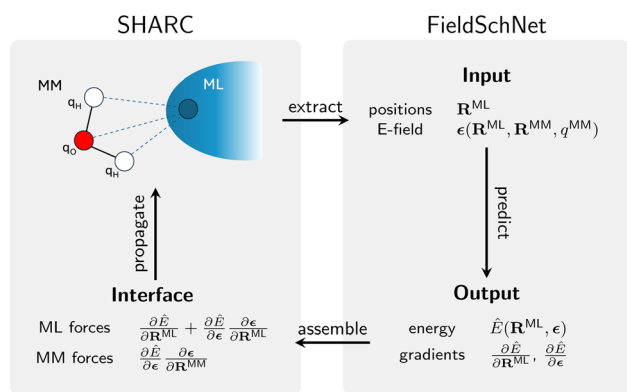 SHARC
FieldSchNet
MM
ML
q_H
q_O
q_H
extract
Input
positions R^ML
E-field ϵ(R^ML, R^MM, q^MM)
propagate
predict
Interface
ML forces ∂Ê/∂R^ML + ∂Ê/∂ϵ ∂ϵ/∂R^ML
MM forces ∂Ê/∂ϵ ∂ϵ/∂R^MM
assemble
Output
energy Ê(R^ML, ϵ)
gradients ∂Ê/∂R^ML, ∂Ê/∂ϵ